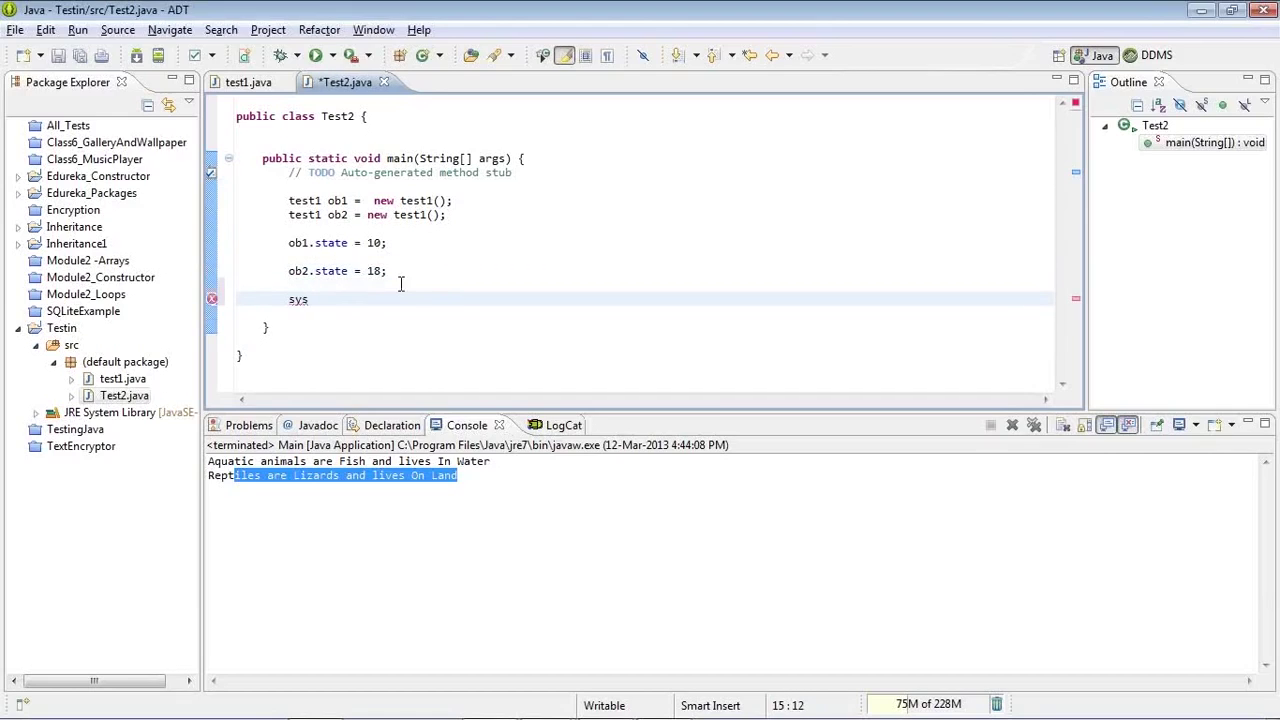 Java - Testin/src/Test2.java - ADT
File Edit Run Source Navigate Search Project Refactor Window Help
Java DDMS
Package Explorer
All_Tests
Class6_GalleryAndWallpaper
Class6_MusicPlayer
Edureka_Constructor
Edureka_Packages
Encryption
Inheritance
Inheritance1
Module2 -Arrays
Module2_Constructor
Module2_Loops
SQLiteExample
Testin
src
(default package)
test1.java
Test2.java
JRE System Library [JavaSE-
TestingJava
TextEncryptor
test1.java *Test2.java
public class Test2 {
public static void main(String[] args) {
// TODO Auto-generated method stub
test1 ob1 =  new test1();
test1 ob2 = new test1();
ob1.state = 10;
ob2.state = 18;
sys
}
}
Outline
Test2
main(String[]) : void
Problems Javadoc Declaration Console LogCat
<terminated> Main [Java Application] C:\Program Files\Java\jre7\bin\javaw.exe (12-Mar-2013 4:44:08 PM)
Aquatic animals are Fish and lives In Water
Reptiles are Lizards and lives On Land
Writable Smart Insert 15 : 12 75M of 228M